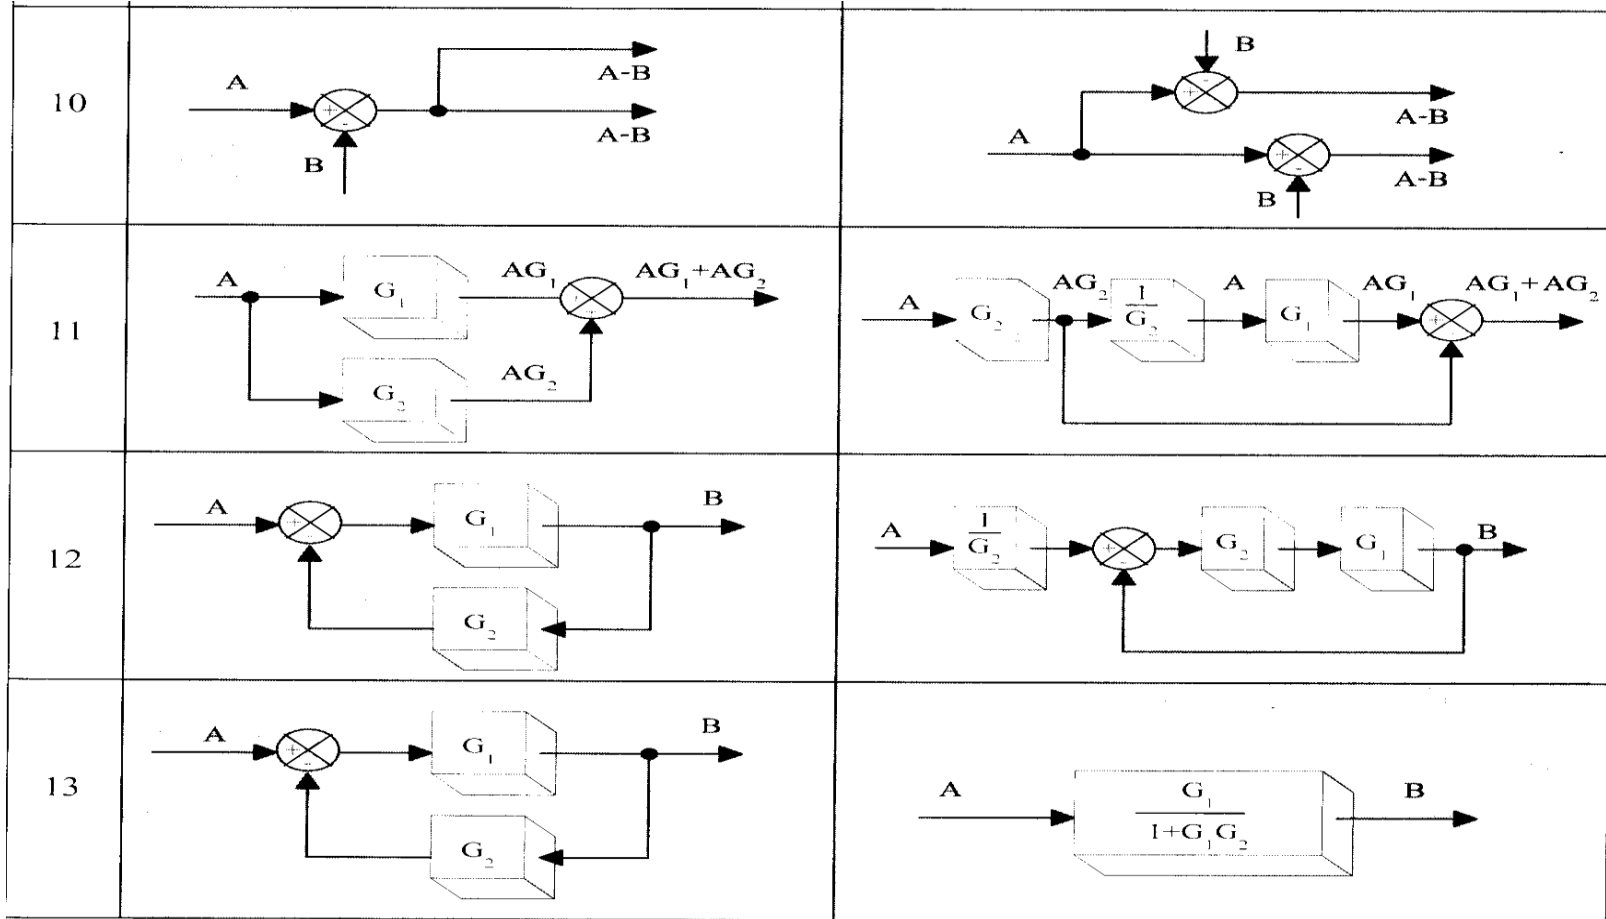 10
A
+
-
B
A-B
A-B
B
-
A
A-B
+
-
B
A-B
11
A
G₁
AG₁
AG₁+AG₂
G₂
AG₂
A
G₂
AG₂
1
G₂
A
G₁
AG₁
+
AG₁+AG₂
12
A
+
-
G₁
B
G₂
A
1
G₂
+
-
G₂
G₁
B
13
A
+
-
G₁
B
G₂
A
G₁
1+G₁G₂
B